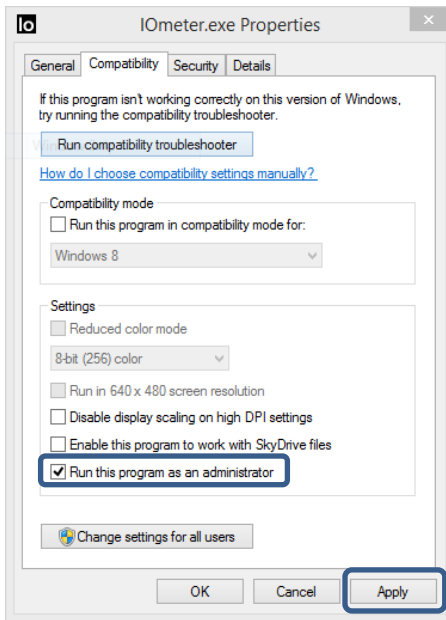 Io
IOmeter.exe Properties
General Compatibility Security Details
If this program isn't working correctly on this version of Windows,
try running the compatibility troubleshooter.
Run compatibility troubleshooter
How do I choose compatibility settings manually?
Compatibility mode
Run this program in compatibility mode for:
Windows 8
Settings
Reduced color mode
8-bit (256) color
Run in 640 x 480 screen resolution
Disable display scaling on high DPI settings
Enable this program to work with SkyDrive files
Run this program as an administrator
Change settings for all users
OK Cancel Apply